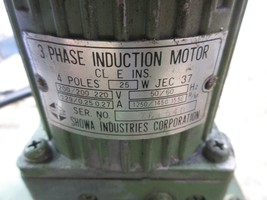 3 PHASE INDUCTION MOTOR
CL E INS.
4 POLES 25 W JEC 37
200/200 220 V 50/60 Hz
A
SER NO.
SHOWA INDUSTRIES CORPORATION